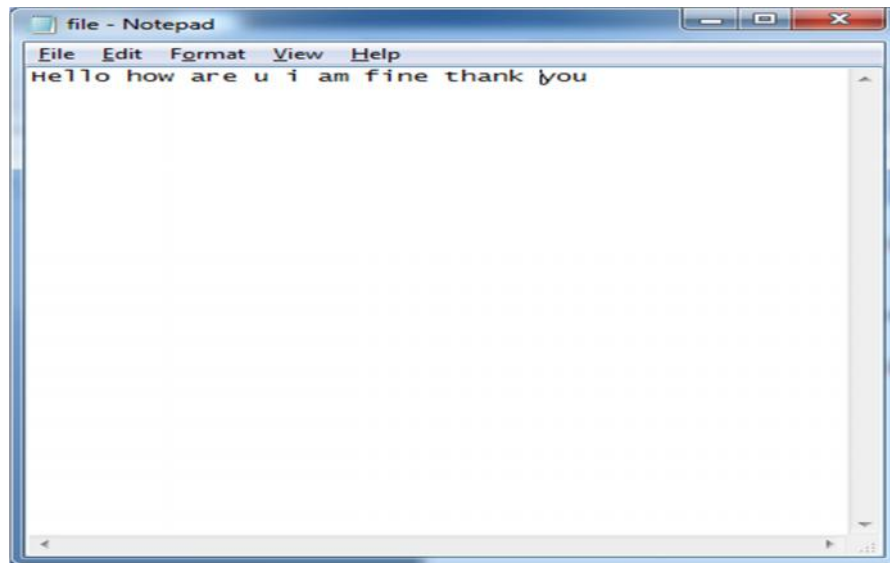 file - Notepad
File Edit Format View Help
Hello how are u i am fine thank you